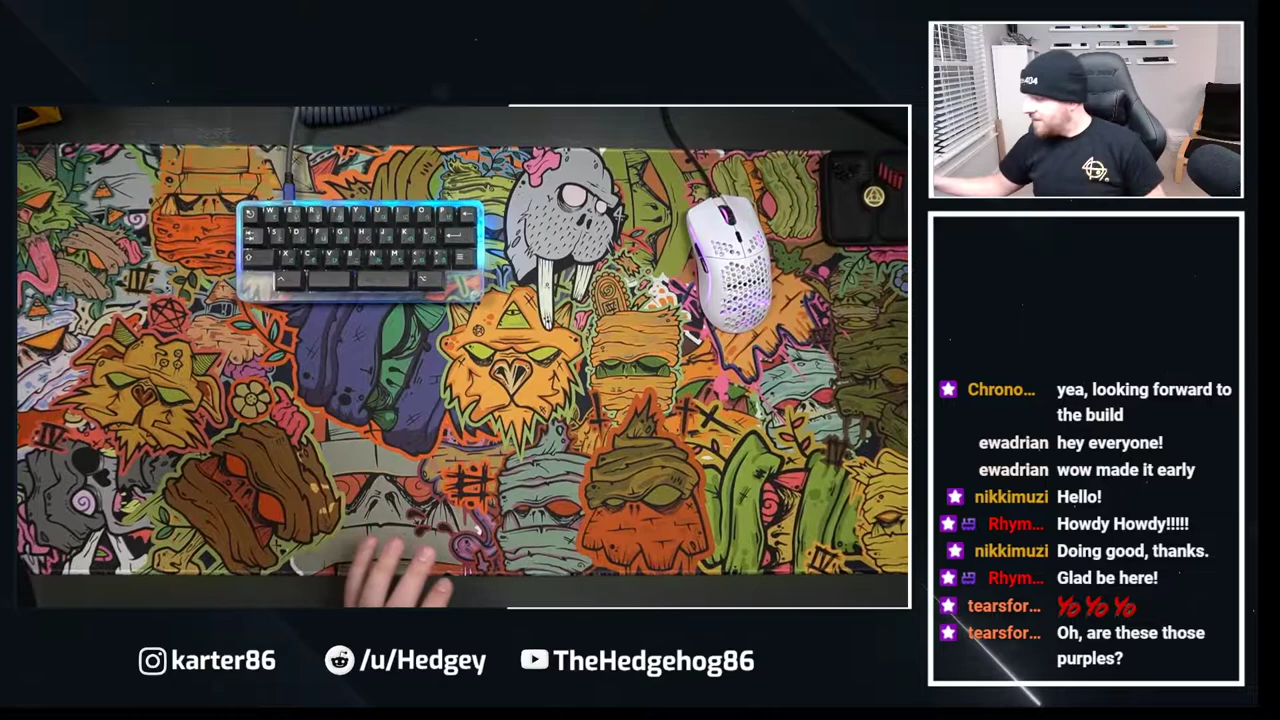 W E R T Y U I O P
S D F G H J K L
X C V B N M
karter86
/u/Hedgey
TheHedgehog86
Chrono... yea, looking forward to
the build
ewadrian hey everyone!
ewadrian wow made it early
nikkimuzi Hello!
Rhym... Howdy Howdy!!!!!
nikkimuzi Doing good, thanks.
Rhym... Glad be here!
tearsfor... YO YO YO
tearsfor... Oh, are these those
purples?